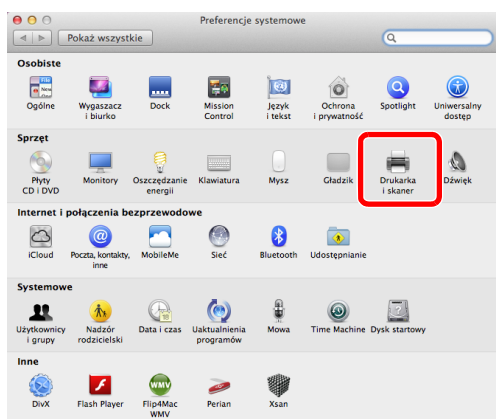 Preferencje systemowe
Pokaż wszystkie
Osobiste
Ogólne
Wygaszacz
i biurko
Dock
Mission
Control
Język
i tekst
Ochrona
i prywatność
Spotlight
Uniwersalny
dostęp
Sprzęt
Płyty
CD i DVD
Monitory
Oszczędzanie
energii
Klawiatura
Mysz
Gładzik
Drukarka
i skaner
Dźwięk
Internet i połączenia bezprzewodowe
iCloud
Poczta, kontakty,
inne
MobileMe
Sieć
Bluetooth
Udostępnianie
Systemowe
Użytkownicy
i grupy
Nadzór
rodzicielski
Data i czas
Uaktualnienia
programów
Mowa
Time Machine
Dysk startowy
Inne
DivX
Flash Player
WMV
Flip4Mac
WMV
Perian
Xsan